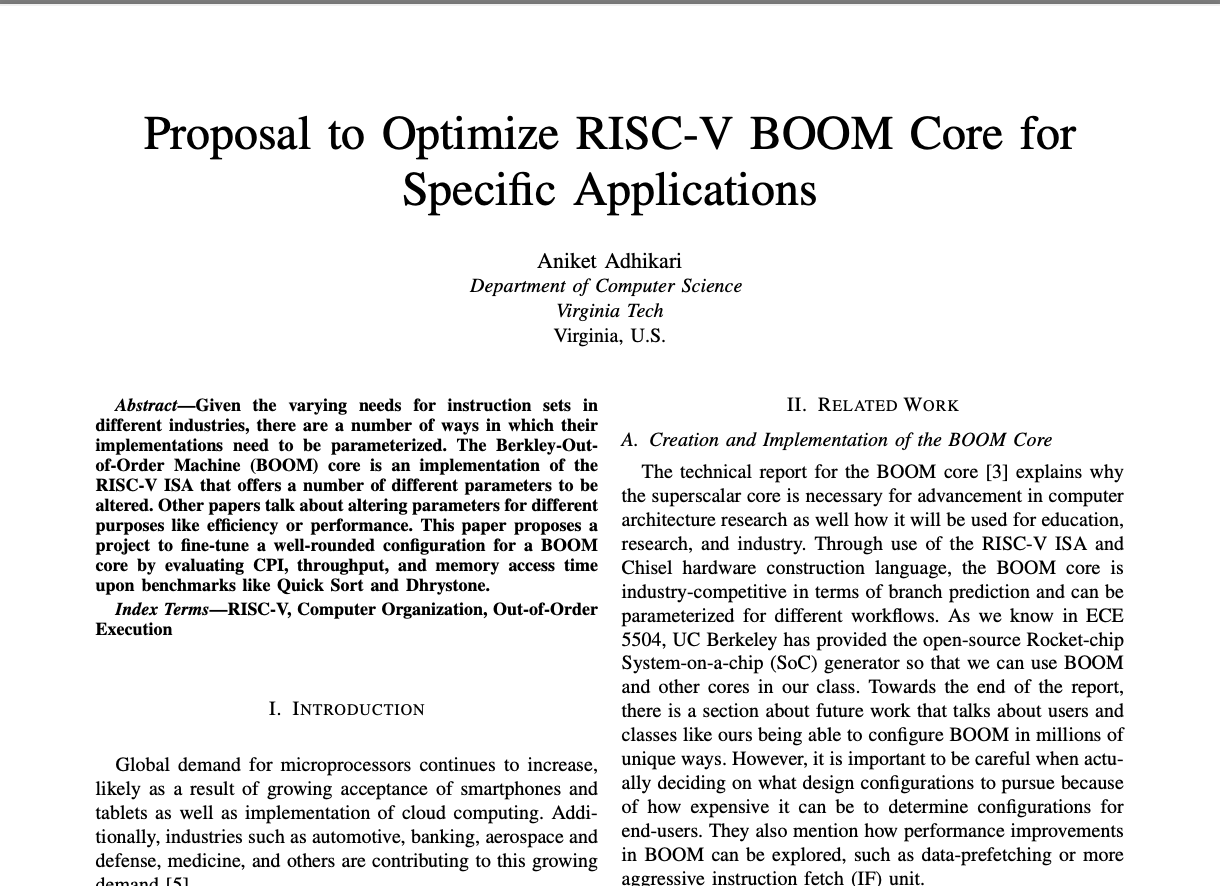 Proposal to Optimize RISC-V BOOM Core for
Specific Applications
Aniket Adhikari
Department of Computer Science
Virginia Tech
Virginia, U.S.
Abstract—Given the varying needs for instruction sets in
different industries, there are a number of ways in which their
implementations need to be parameterized. The Berkley-Out-
of-Order Machine (BOOM) core is an implementation of the
RISC-V ISA that offers a number of different parameters to be
altered. Other papers talk about altering parameters for different
purposes like efficiency or performance. This paper proposes a
project to fine-tune a well-rounded configuration for a BOOM
core by evaluating CPI, throughput, and memory access time
upon benchmarks like Quick Sort and Dhrystone.
Index Terms—RISC-V, Computer Organization, Out-of-Order
Execution
I. INTRODUCTION
Global demand for microprocessors continues to increase,
likely as a result of growing acceptance of smartphones and
tablets as well as implementation of cloud computing. Addi-
tionally, industries such as automotive, banking, aerospace and
defense, medicine, and others are contributing to this growing
demand [5].
II. RELATED WORK
A. Creation and Implementation of the BOOM Core
The technical report for the BOOM core [3] explains why
the superscalar core is necessary for advancement in computer
architecture research as well how it will be used for education,
research, and industry. Through use of the RISC-V ISA and
Chisel hardware construction language, the BOOM core is
industry-competitive in terms of branch prediction and can be
parameterized for different workflows. As we know in ECE
5504, UC Berkeley has provided the open-source Rocket-chip
System-on-a-chip (SoC) generator so that we can use BOOM
and other cores in our class. Towards the end of the report,
there is a section about future work that talks about users and
classes like ours being able to configure BOOM in millions of
unique ways. However, it is important to be careful when actu-
ally deciding on what design configurations to pursue because
of how expensive it can be to determine configurations for
end-users. They also mention how performance improvements
in BOOM can be explored, such as data-prefetching or more
aggressive instruction fetch (IF) unit.